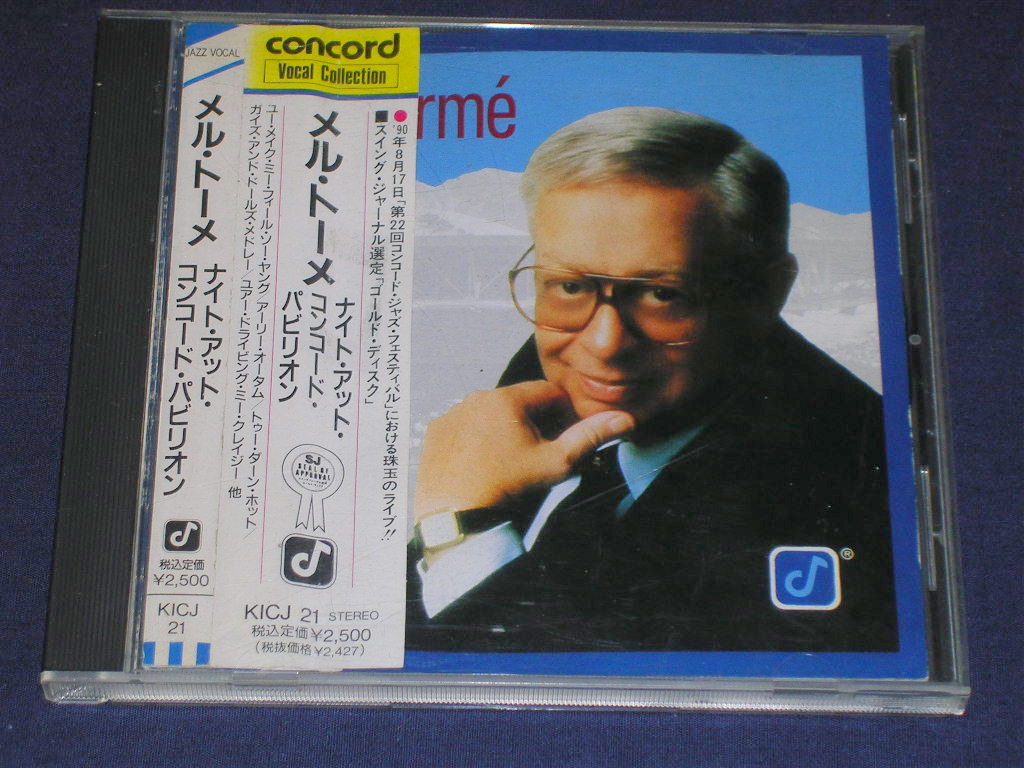 JAZZ VOCAL
メル・トーメ
ナイト・アット・
コンコード・パビリオン
税込定価
¥2,500
KICJ
21
concord
Vocal Collection
●'90年8月17日「第22回コンコード・ジャズ・フェスティバル」における珠玉のライブ!!
■スイング・ジャーナル選定「ゴールド・ディスク」
メル・トーメ
ナイト・アット・
コンコード・
パビリオン
ユー・メイク・ミー・フィール・ソー・ヤング/アーリー・オータム/トゥー・ダーン・ホット/
ガイズ・アンド・ドールズ・メドレー/ユアー・ドライビング・ミー・クレイジー 他
SJ
SEAL OF
APPROVAL
KICJ 21 STEREO
税込定価¥2,500
(税抜価格¥2,427)
rmé
®